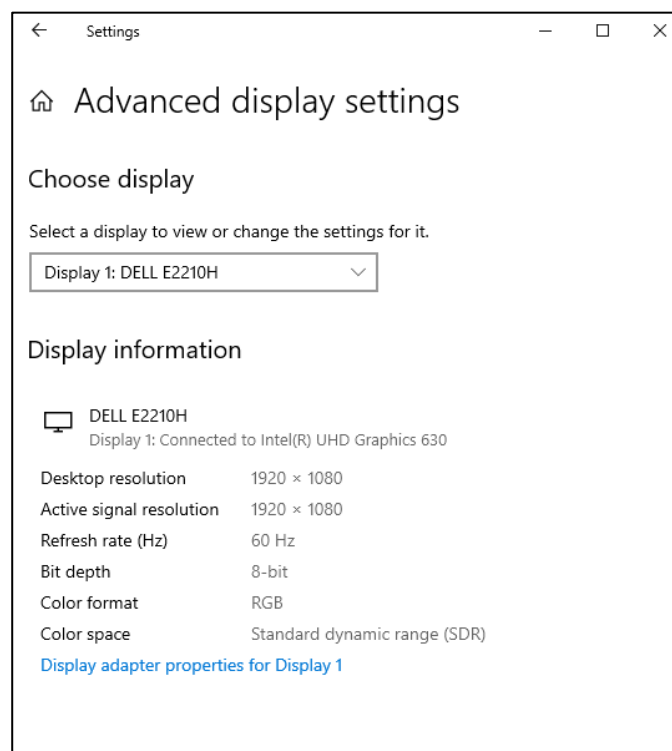 Settings
Advanced display settings
Choose display
Select a display to view or change the settings for it.
Display 1: DELL E2210H
Display information
DELL E2210H
Display 1: Connected to Intel(R) UHD Graphics 630
Desktop resolution 1920 × 1080
Active signal resolution 1920 × 1080
Refresh rate (Hz) 60 Hz
Bit depth 8-bit
Color format RGB
Color space Standard dynamic range (SDR)
Display adapter properties for Display 1